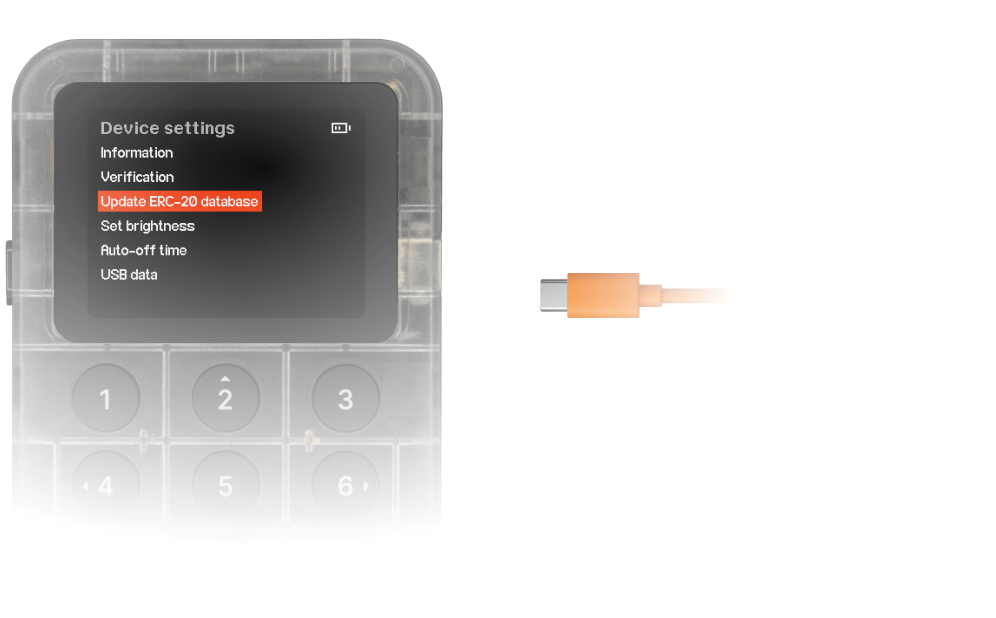 Device settings
Information
Verification
Update ERC-20 database
Set brightness
Auto-off time
USB data
1 2 3
4 5 6